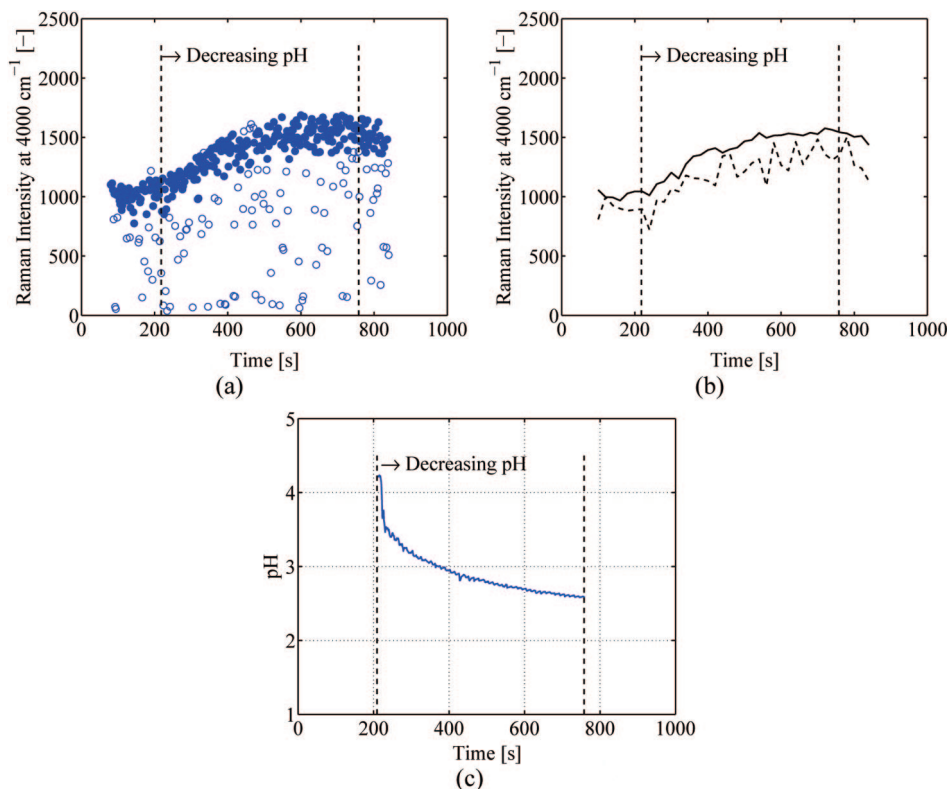 2500
2000
1500
1000
500
0
Raman Intensity at 4000 cm⁻¹ [−]
→ Decreasing pH
0 200 400 600 800 1000
Time [s]
(a)
2500
2000
1500
1000
500
0
Raman Intensity at 4000 cm⁻¹ [−]
→ Decreasing pH
0 200 400 600 800 1000
Time [s]
(b)
5
4
3
2
1
pH
→ Decreasing pH
0 200 400 600 800 1000
Time [s]
(c)